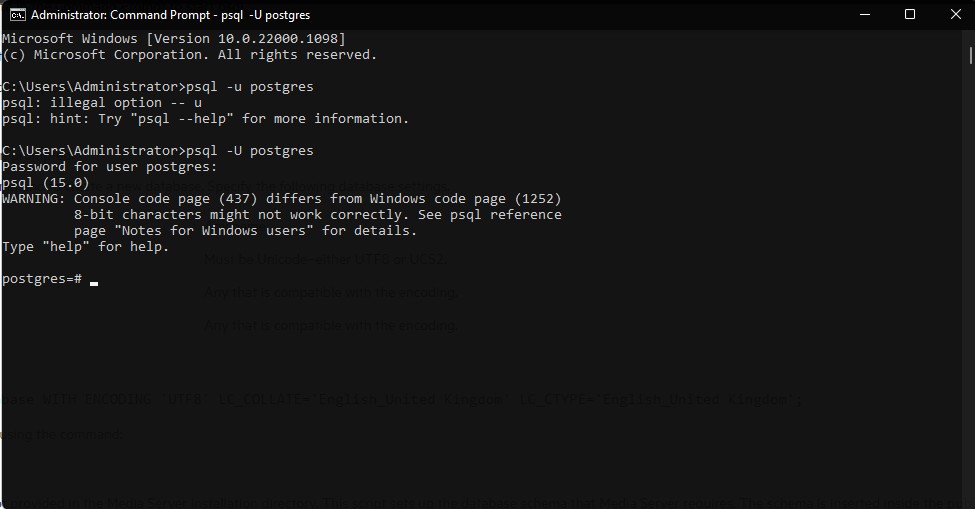 Administrator: Command Prompt - psql  -U postgres
Microsoft Windows [Version 10.0.22000.1098]
(c) Microsoft Corporation. All rights reserved.
C:\Users\Administrator>psql -u postgres
psql: illegal option -- u
psql: hint: Try "psql --help" for more information.
C:\Users\Administrator>psql -U postgres
Password for user postgres:
psql (15.0)
WARNING: Console code page (437) differs from Windows code page (1252)
8-bit characters might not work correctly. See psql reference
page "Notes for Windows users" for details.
Type "help" for help.
Must be Unicode-either UTF8 or UCS2.
postgres=#
Any that is compatible with the encoding.
Any that is compatible with the encoding.
WITH ENCODING 'UTF8' LC_COLLATE='English_United Kingdom' LC_CTYPE='English_United Kingdom';
using the command: